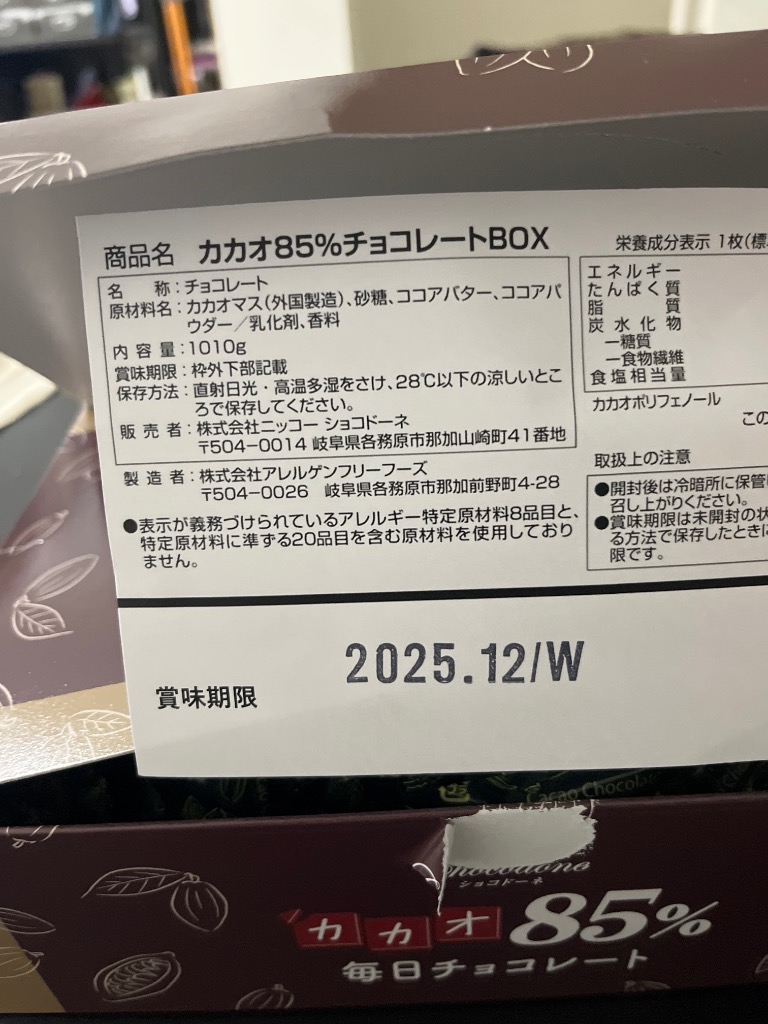 商品名 カカオ85%チョコレートBOX
名称:チョコレート
原材料名:カカオマス(外国製造)、砂糖、ココアバター、ココアパ
ウダー/乳化剤、香料
内容量:1010g
賞味期限:枠外下部記載
保存方法:直射日光・高温多湿をさけ、28℃以下の涼しいとこ
ろで保存してください。
販売者:株式会社ニッコー ショコドーネ
〒504-0014 岐阜県各務原市那加山崎町41番地
製造者:株式会社アレルゲンフリーフーズ
〒504-0026 岐阜県各務原市那加前野町4-28
●表示が義務づけられているアレルギー特定原材料8品目と、
特定原材料に準ずる20品目を含む原材料を使用しており
ません。
栄養成分表示 1枚(標
エネルギー
たんぱく質
脂質
炭水化物
ー糖質
ー食物繊維
食塩相当量
カカオポリフェノール
この
取扱上の注意
●開封後は冷暗所に保管
召し上がりください。
●賞味期限は未開封の状
る方法で保存したときに
限です。
賞味期限
2025.12/W
Cacao Chocolate
ショコドーネ
カカオ85%
毎日チョコレート